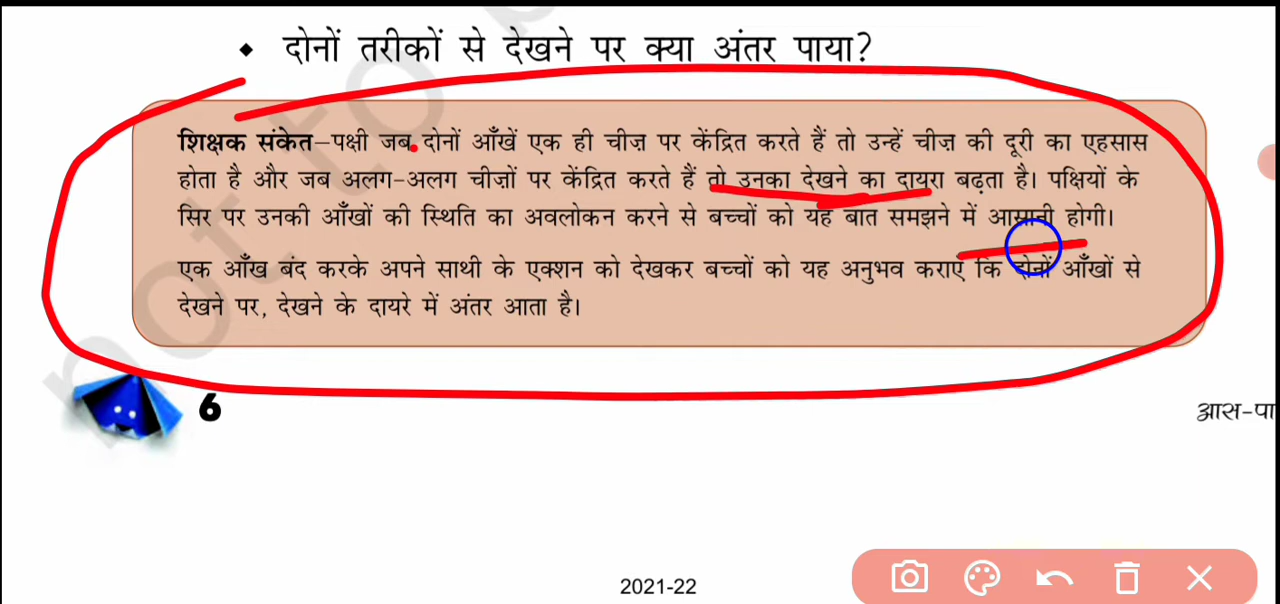 ◆ दोनों तरीकों से देखने पर क्या अंतर पाया?
शिक्षक संकेत–पक्षी जब दोनों आँखें एक ही चीज़ पर केंद्रित करते हैं तो उन्हें चीज़ की दूरी का एहसास
होता है और जब अलग-अलग चीज़ों पर केंद्रित करते हैं तो उनका देखने का दायरा बढ़ता है। पक्षियों के
सिर पर उनकी आँखों की स्थिति का अवलोकन करने से बच्चों को यह बात समझने में आसानी होगी।
एक आँख बंद करके अपने साथी के एक्शन को देखकर बच्चों को यह अनुभव कराएँ कि दोनों आँखों से
देखने पर, देखने के दायरे में अंतर आता है।
6
आस-पा
2021-22
not to b